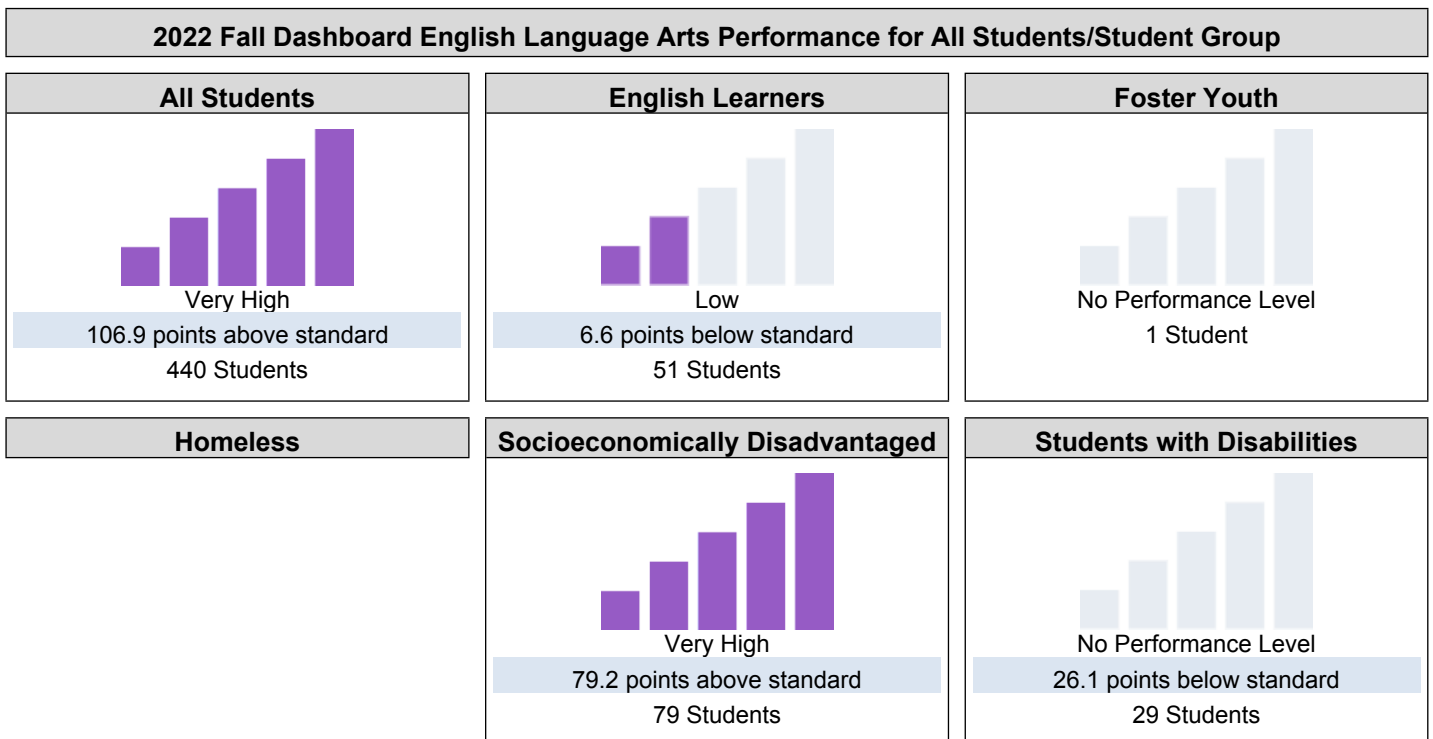 2022 Fall Dashboard English Language Arts Performance for All Students/Student Group
All Students
Very High
106.9 points above standard
440 Students
English Learners
Low
6.6 points below standard
51 Students
Foster Youth
No Performance Level
1 Student
Homeless
Socioeconomically Disadvantaged
Very High
79.2 points above standard
79 Students
Students with Disabilities
No Performance Level
26.1 points below standard
29 Students